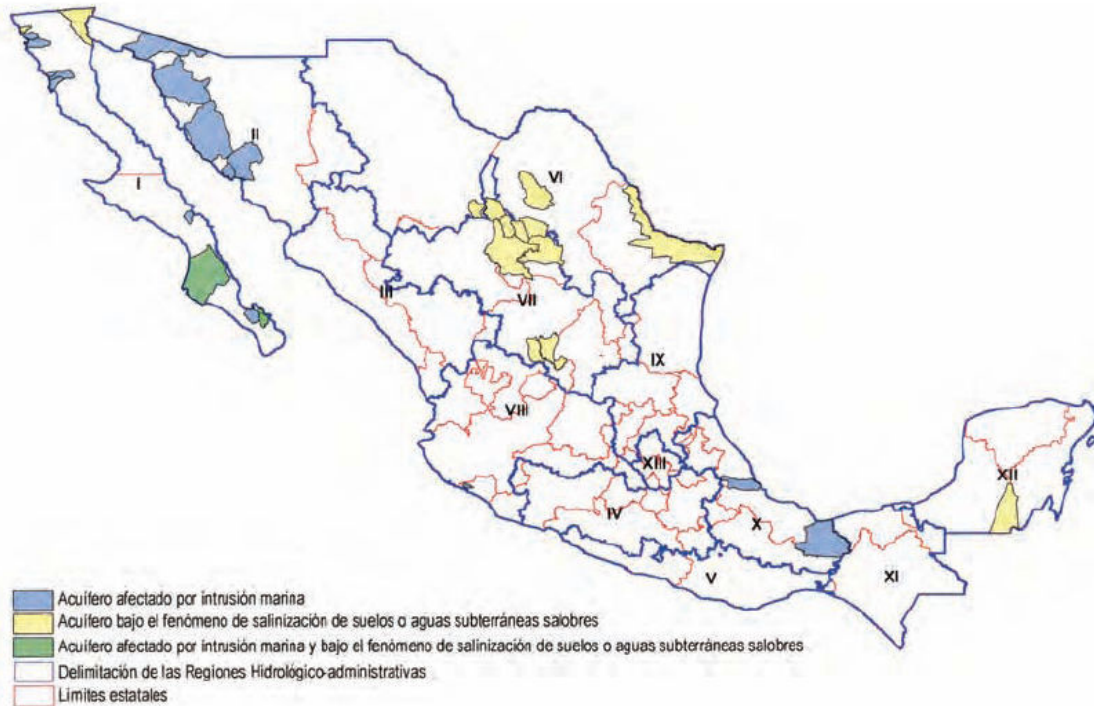 II
VI
I
III
VII
IX
VIII
XIII
XII
IV
X
V
XI
Acuífero afectado por intrusión marina
Acuífero bajo el fenómeno de salinización de suelos o aguas subterráneas salobres
Acuífero afectado por intrusión marina y bajo el fenómeno de salinización de suelos o aguas subterráneas salobres
Delimitación de las Regiones Hidrológico-administrativas
Límites estatales